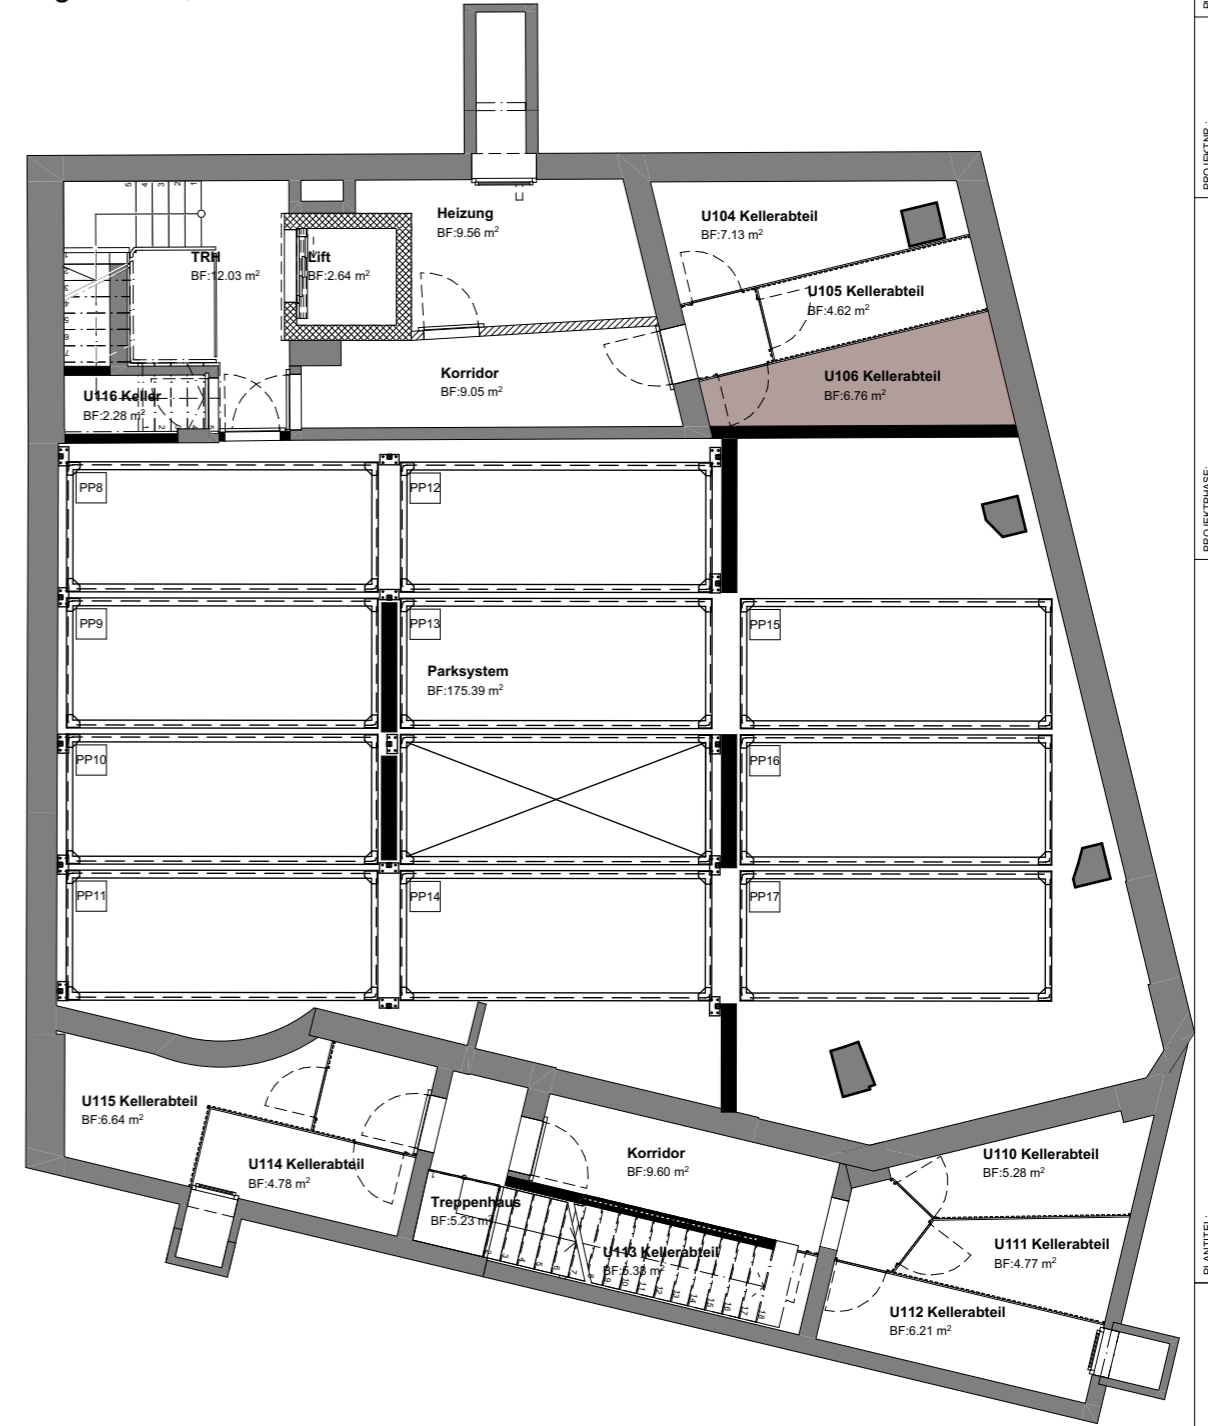 Heizung
BF:9.56 m²
U104 Kellerabteil
BF:7.13 m²
TRH
BF:12.03 m²
Lift
BF:2.64 m²
U105 Kellerabteil
BF:4.62 m²
Korridor
BF:9.05 m²
U106 Kellerabteil
BF:6.76 m²
U116 Keller
BF:2.28 m²
PP8
PP12
PP9
PP13
PP15
Parksystem
BF:175.39 m²
PP10
PP16
PP11
PP14
PP17
U115 Kellerabteil
BF:6.64 m²
U114 Kellerabteil
BF:4.78 m²
Korridor
BF:9.60 m²
U110 Kellerabteil
BF:5.28 m²
Treppenhaus
BF:5.23 m²
U113 Kellerabteil
BF:5.38 m²
U111 Kellerabteil
BF:4.77 m²
U112 Kellerabteil
BF:6.21 m²
PROJEKTNR.:
PROJEKTPHASE:
PLANTITEL: